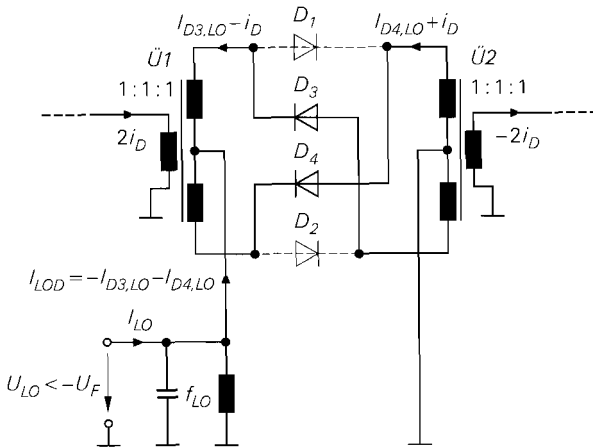 I_{D3,LO} – i_D
D_1
I_{D4,LO} + i_D
Ü1
Ü2
1:1:1
1:1:1
D_3
2i_D
–2i_D
D_4
D_2
I_{LOD} = –I_{D3,LO} – I_{D4,LO}
I_{LO}
U_{LO} < –U_F
f_{LO}